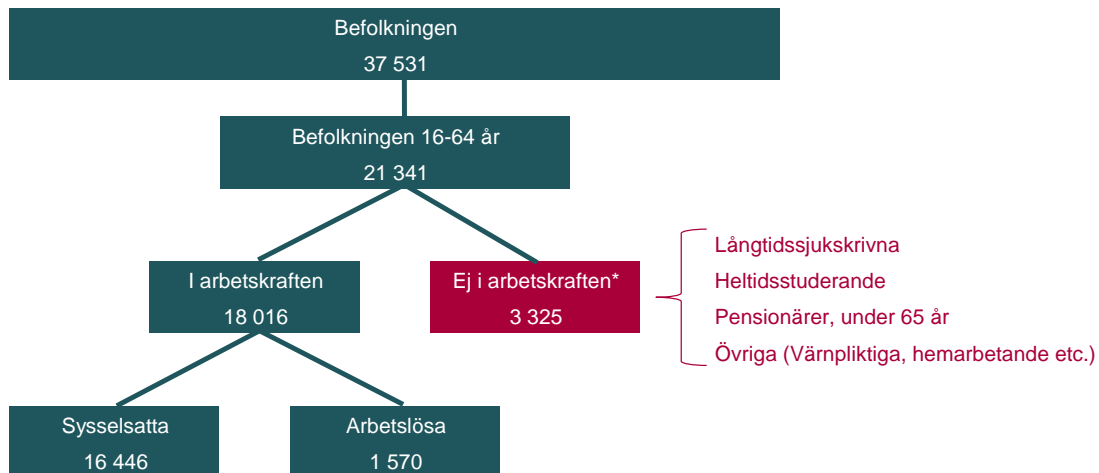 Befolkningen
37 531
Befolkningen 16-64 år
21 341
I arbetskraften
18 016
Ej i arbetskraften*
3 325
Långtidssjukskrivna
Heltidsstuderande
Pensionärer, under 65 år
Övriga (Värnpliktiga, hemarbetande etc.)
Sysselsatta
16 446
Arbetslösa
1 570